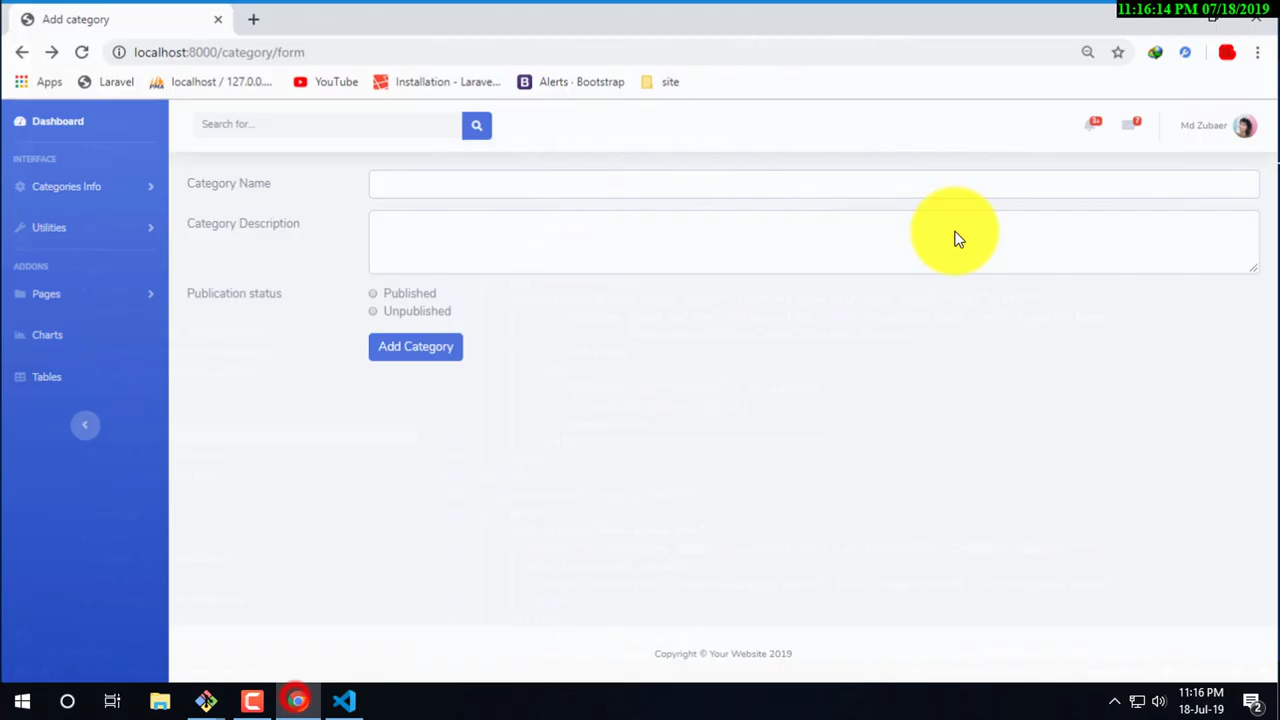 11:16:14 PM 07/18/2019
Add category
localhost:8000/category/form
Apps
Laravel
localhost / 127.0.0....
YouTube
Installation - Larave...
Alerts · Bootstrap
site
Dashboard
Search for...
3+
7
Md Zubaer
INTERFACE
Categories Info
Utilities
ADDONS
Pages
Charts
Tables
Category Name
Category Description
Publication status
Published
Unpublished
Add Category
Copyright © Your Website 2019
11:16 PM
18-Jul-19
2